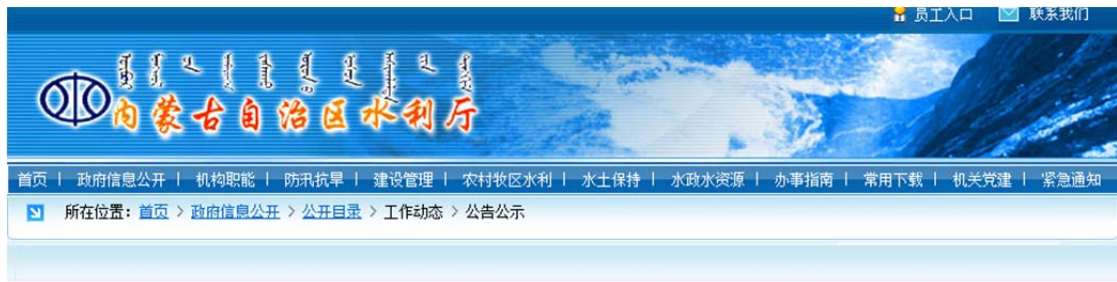 员工入口 联系我们
内蒙古自治区水利厅
首页 | 政府信息公开 | 机构职能 | 防汛抗旱 | 建设管理 | 农村牧区水利 | 水土保持 | 水政水资源 | 办事指南 | 常用下载 | 机关党建 | 紧急通知
所在位置：首页 > 政府信息公开 > 公开目录 > 工作动态 > 公告公示